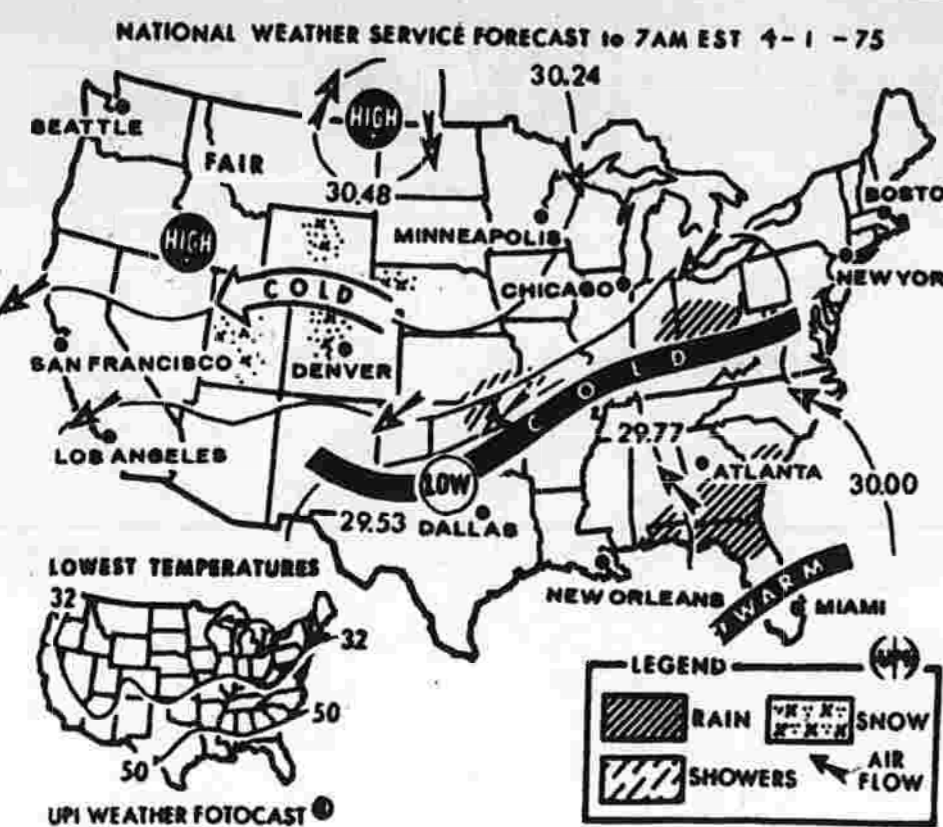 NATIONAL WEATHER SERVICE FORECAST to 7AM EST 4-1-75
30.24
SEATTLE
HIGH
FAIR
30.48
BOSTO
HIGH
MINNEAPOLIS
NEW YOR
COLD
CHICAGO
SAN FRANCISCO
DENVER
COLD
LOS ANGELES
29.77
ATLANTA
30.00
LOW
29.53
DALLAS
NEW ORLEANS
WARM
MIAMI
LOWEST TEMPERATURES
32
32
50
50
UPI WEATHER FOTOCAST
LEGEND
RAIN
SNOW
SHOWERS
AIR
FLOW